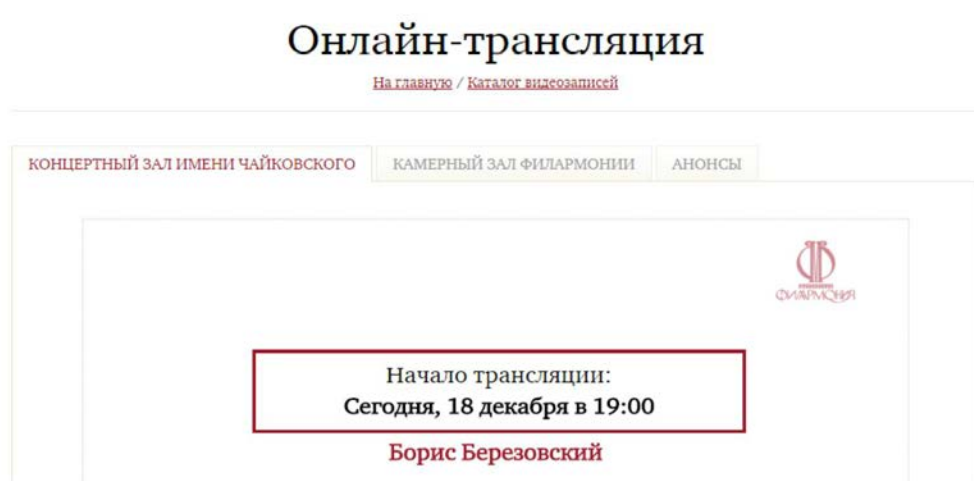 Онлайн-трансляция
На главную / Каталог видеозаписей
КОНЦЕРТНЫЙ ЗАЛ ИМЕНИ ЧАЙКОВСКОГО КАМЕРНЫЙ ЗАЛ ФИЛАРМОНИИ АНОНСЫ
ФИЛАРМОНИЯ
Начало трансляции:
Сегодня, 18 декабря в 19:00
Борис Березовский